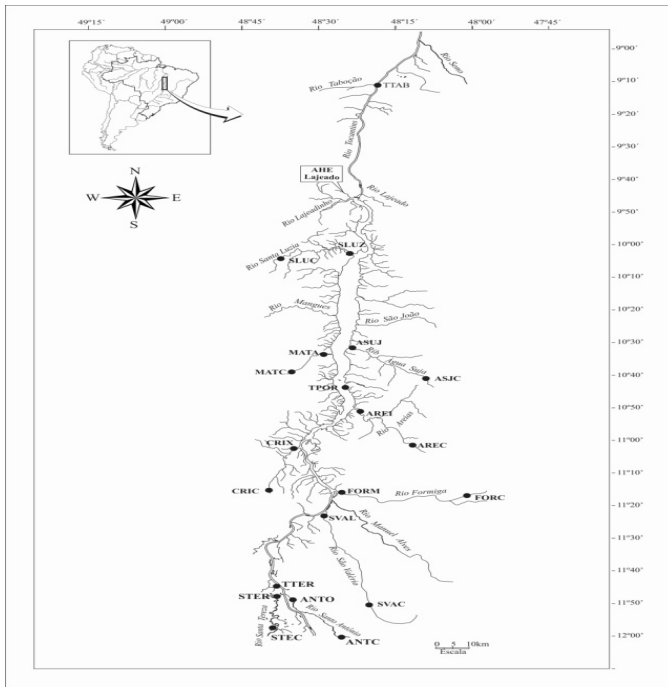 49°15' 49°00' 48°40' 48°30' 48°15' 48°00' 47°45'
9°00'
Rio Sono
9°10'
Rio Tabocão
TTAB
9°20'
Rio Tocantins
9°30'
N
AHE
Lajeado
9°40'
W E
Rio Lajeado
S
Rio Lajeadinho
9°50'
SLUZ
10°00'
Rio Santa Luzia
SLUC
10°10'
Rio Mangues
10°20'
Rio São João
ASUJ
10°30'
MATA
Rib. Água Suja
MATC
ASJC
10°40'
TPOR
10°50'
AREI
Rio Areias
CRIX
AREC
11°00'
11°10'
CRIC
FORM
Rio Formiga
FORC
11°20'
SVAL
Rio Manuel Alves
11°30'
Rio São Valério
11°40'
TTER
STER
ANTO
SVAC
11°50'
Rio Santa Tereza
Rio Santo Antônio
STEC
ANTC
12°00'
0 5 10km
Escala